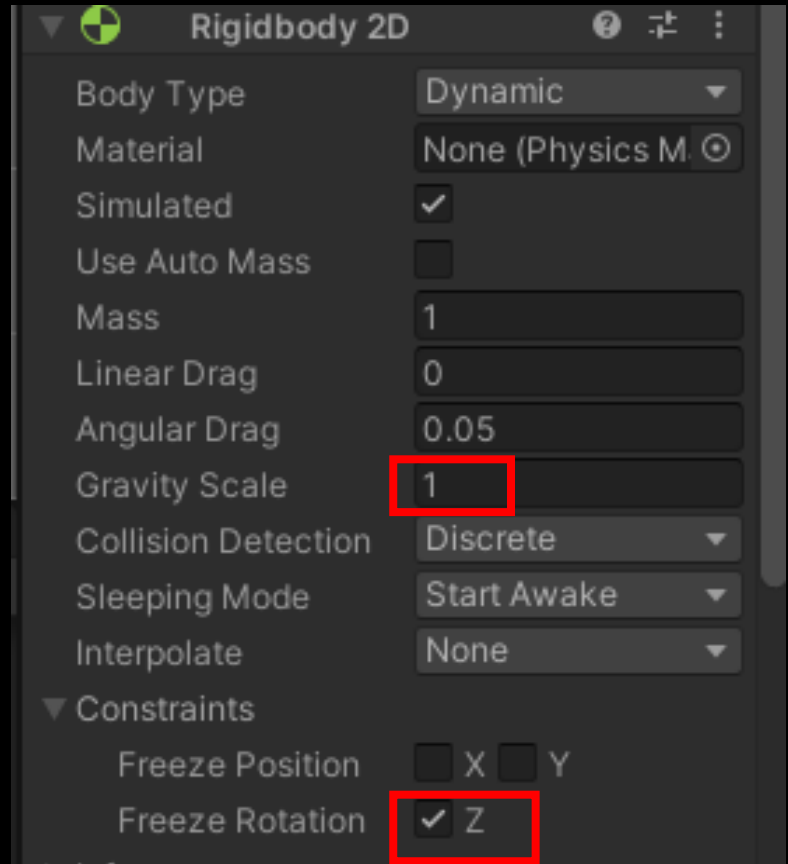 Rigidbody 2D
Body Type Dynamic
Material None (Physics M
Simulated
Use Auto Mass
Mass 1
Linear Drag 0
Angular Drag 0.05
Gravity Scale 1
Collision Detection Discrete
Sleeping Mode Start Awake
Interpolate None
Constraints
Freeze Position X Y
Freeze Rotation Z